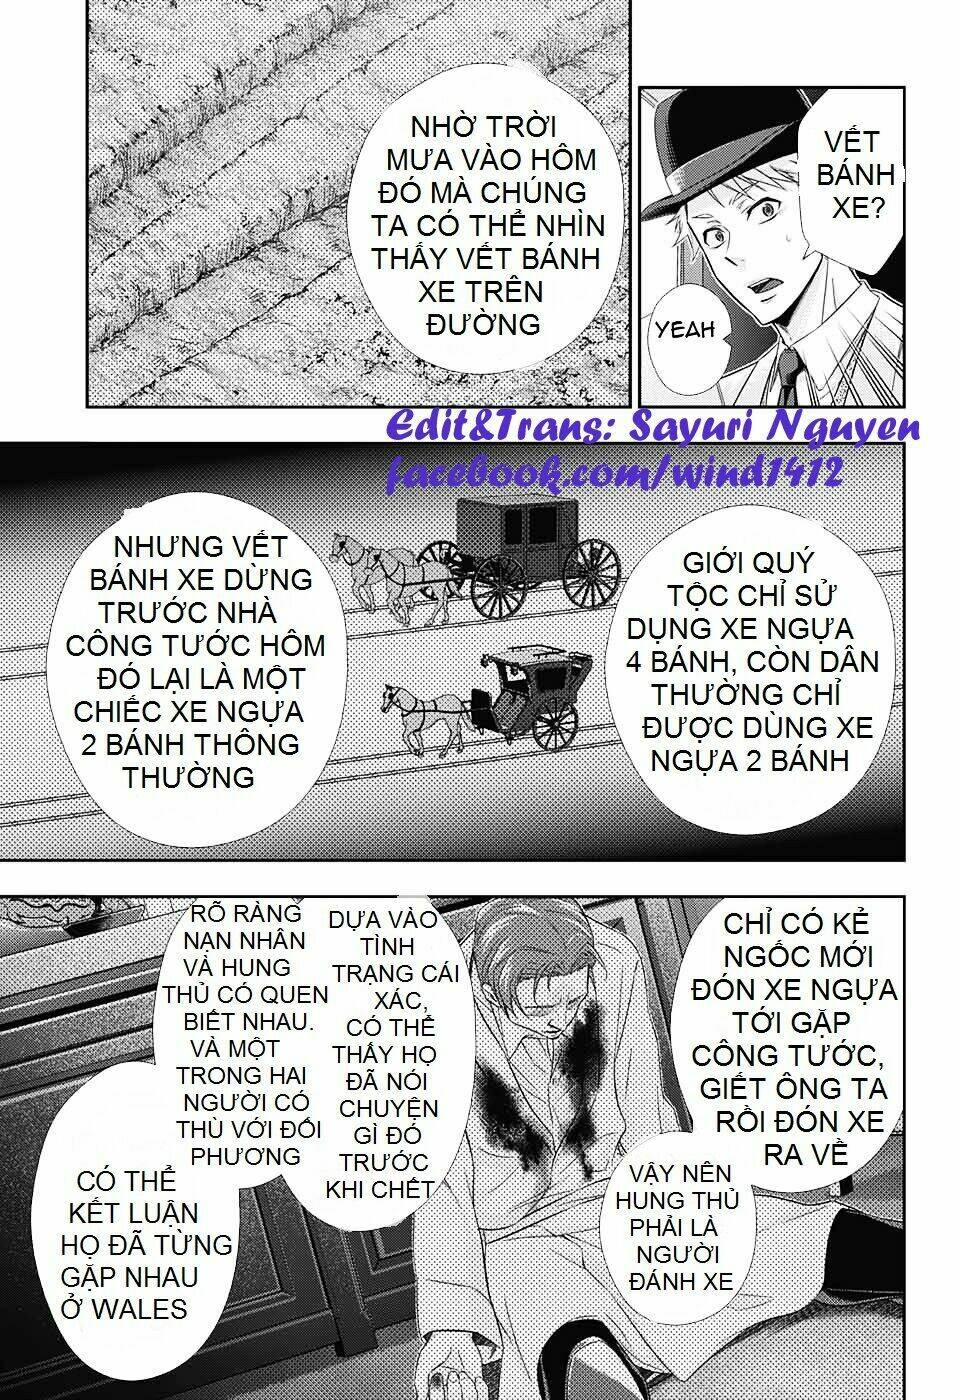 VẾT
BÁNH
XE?
YEAH
NHỜ TRỜI
MƯA VÀO HÔM
ĐÓ MÀ CHÚNG
TA CÓ THỂ NHÌN
THẤY VẾT BÁNH
XE TRÊN
ĐƯỜNG
Edit&Trans: Sayuri Nguyen
facebook.com/wind1412
GIỚI QUÝ
TỘC CHỈ SỬ
DỤNG XE NGỰA
4 BÁNH, CÒN DÂN
THƯỜNG CHỈ
ĐƯỢC DÙNG XE
NGỰA 2 BÁNH
NHƯNG VẾT
BÁNH XE DỪNG
TRƯỚC NHÀ
CÔNG TƯỚC HÔM
ĐÓ LẠI LÀ MỘT
CHIẾC XE NGỰA
2 BÁNH THÔNG
THƯỜNG
CHỈ CÓ KẺ
NGỐC MỚI
ĐÓN XE NGỰA
TỚI GẶP
CÔNG TƯỚC,
GIẾT ÔNG TA
RỒI ĐÓN XE
RA VỀ
VẬY NÊN
HUNG THỦ
PHẢI LÀ
NGƯỜI
ĐÁNH XE
DỰA VÀO
TÌNH
TRẠNG CÁI
XÁC,
CÓ THỂ
THẤY HỌ
ĐÃ NÓI
CHUYỆN
GÌ ĐÓ
TRƯỚC
KHI CHẾT
RÕ RÀNG
NẠN NHÂN
VÀ HUNG
THỦ CÓ QUEN
BIẾT NHAU.
VÀ MỘT
TRONG HAI
NGƯỜI CÓ
THÙ VỚI ĐỐI
PHƯƠNG
CÓ THỂ
KẾT LUẬN
HỌ ĐÃ TỪNG
GẶP NHAU
Ở WALES